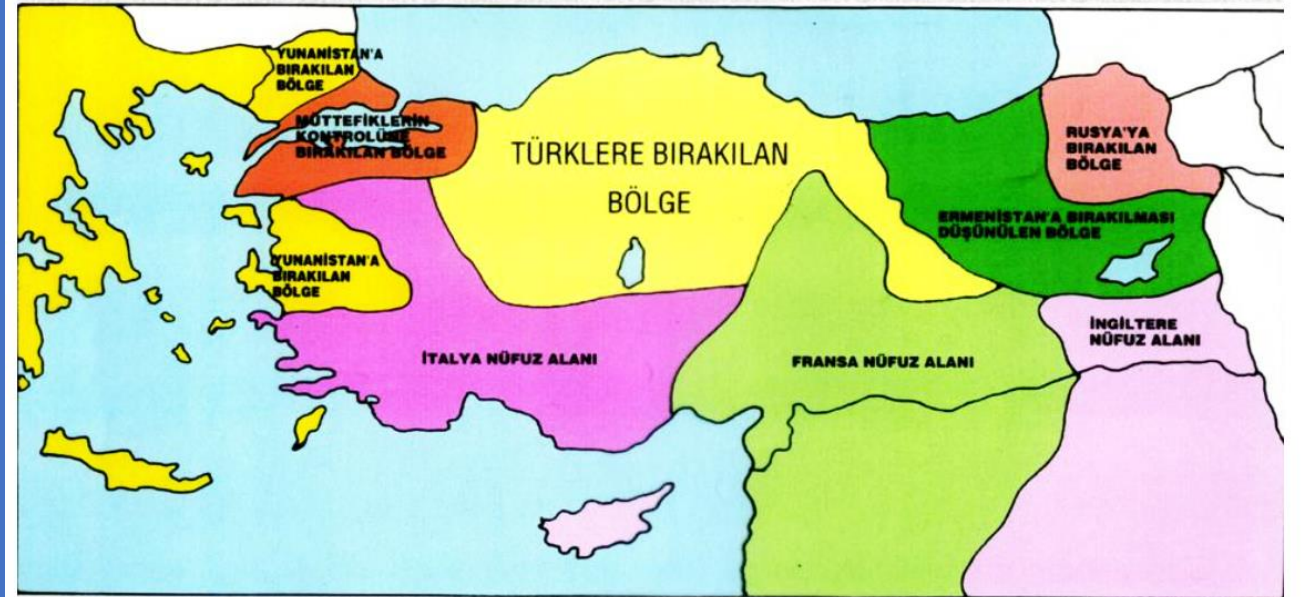 YUNANİSTAN'A
BIRAKILAN
BÖLGE
MÜTTEFİKLERİN
KONTROLÜNE
BIRAKILAN BÖLGE
TÜRKLERE BIRAKILAN
BÖLGE
RUSYA'YA
BIRAKILAN
BÖLGE
ERMENİSTAN'A BIRAKILMASI
DÜŞÜNÜLEN BÖLGE
YUNANİSTAN'A
BIRAKILAN
BÖLGE
İTALYA NÜFUZ ALANI
FRANSA NÜFUZ ALANI
İNGİLTERE
NÜFUZ ALANI